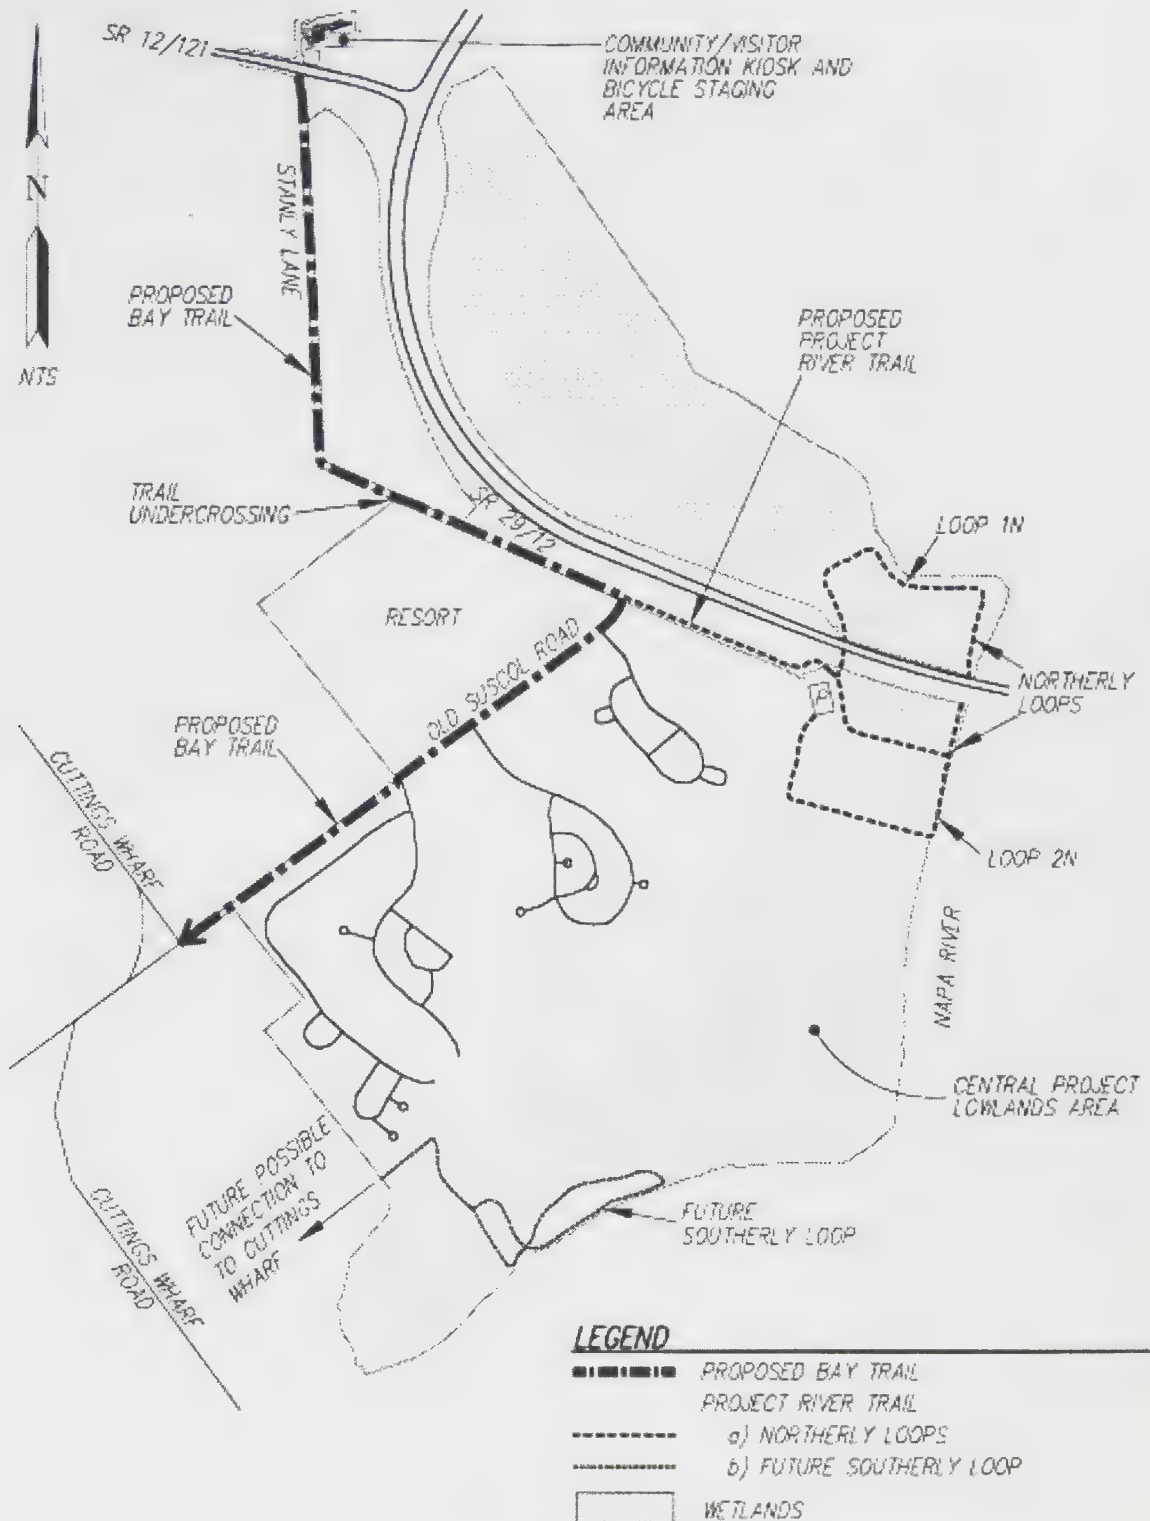 SR 12/121
COMMUNITY/VISITOR
INFORMATION KIOSK AND
BICYCLE STAGING
AREA
N
NTS
STANLY LANE
PROPOSED
BAY TRAIL
PROPOSED
PROJECT
RIVER TRAIL
TRAIL
UNDERCROSSING
SR 29/12
LOOP 1N
RESORT
OLD SUSCOL ROAD
NORTHERLY
LOOPS
P
PROPOSED
BAY TRAIL
CUTTINGS WHARF
ROAD
LOOP 2N
NAPA RIVER
CENTRAL PROJECT
LOWLANDS AREA
FUTURE POSSIBLE
CONNECTION TO
TO CUTTINGS
WHARF
CUTTINGS WHARF
ROAD
FUTURE
SOUTHERLY LOOP
LEGEND
PROPOSED BAY TRAIL
PROJECT RIVER TRAIL
a) NORTHERLY LOOPS
b) FUTURE SOUTHERLY LOOP
WETLANDS